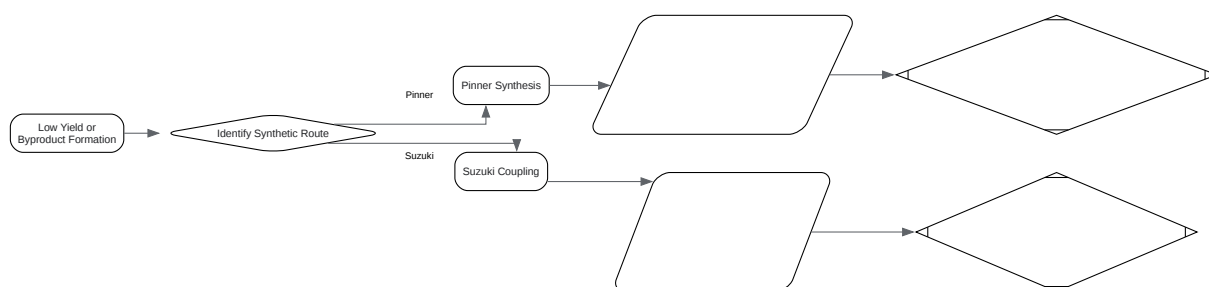 Low Yield or
Byproduct Formation
Identify Synthetic Route
Pinner
Pinner Synthesis
Suzuki
Suzuki Coupling